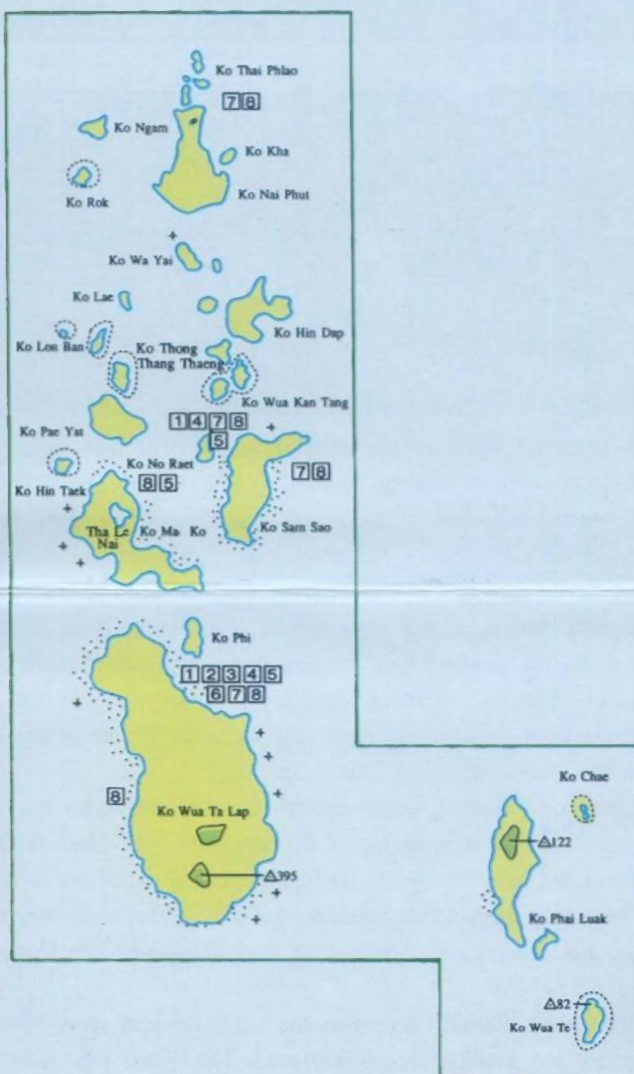 Ko Thai Phlao
7 8
Ko Ngam
Ko Kha
Ko Rok
Ko Nai Phut
Ko Wa Yai
Ko Lae
Ko Hin Dap
Ko Lon Ban
Ko Thong
Thang Thaeng
Ko Wua Kan Tang
1 4 7 8
5
Ko Pae Yat
Ko No Raet
8 5
7 8
Ko Hin Taek
Tha Le
Nai
Ko Ma Ko
Ko Sam Sao
Ko Phi
1 2 3 4 5
6 7 8
8
Ko Wua Ta Lap
395
Ko Chae
122
Ko Phai Luak
82
Ko Wua Te